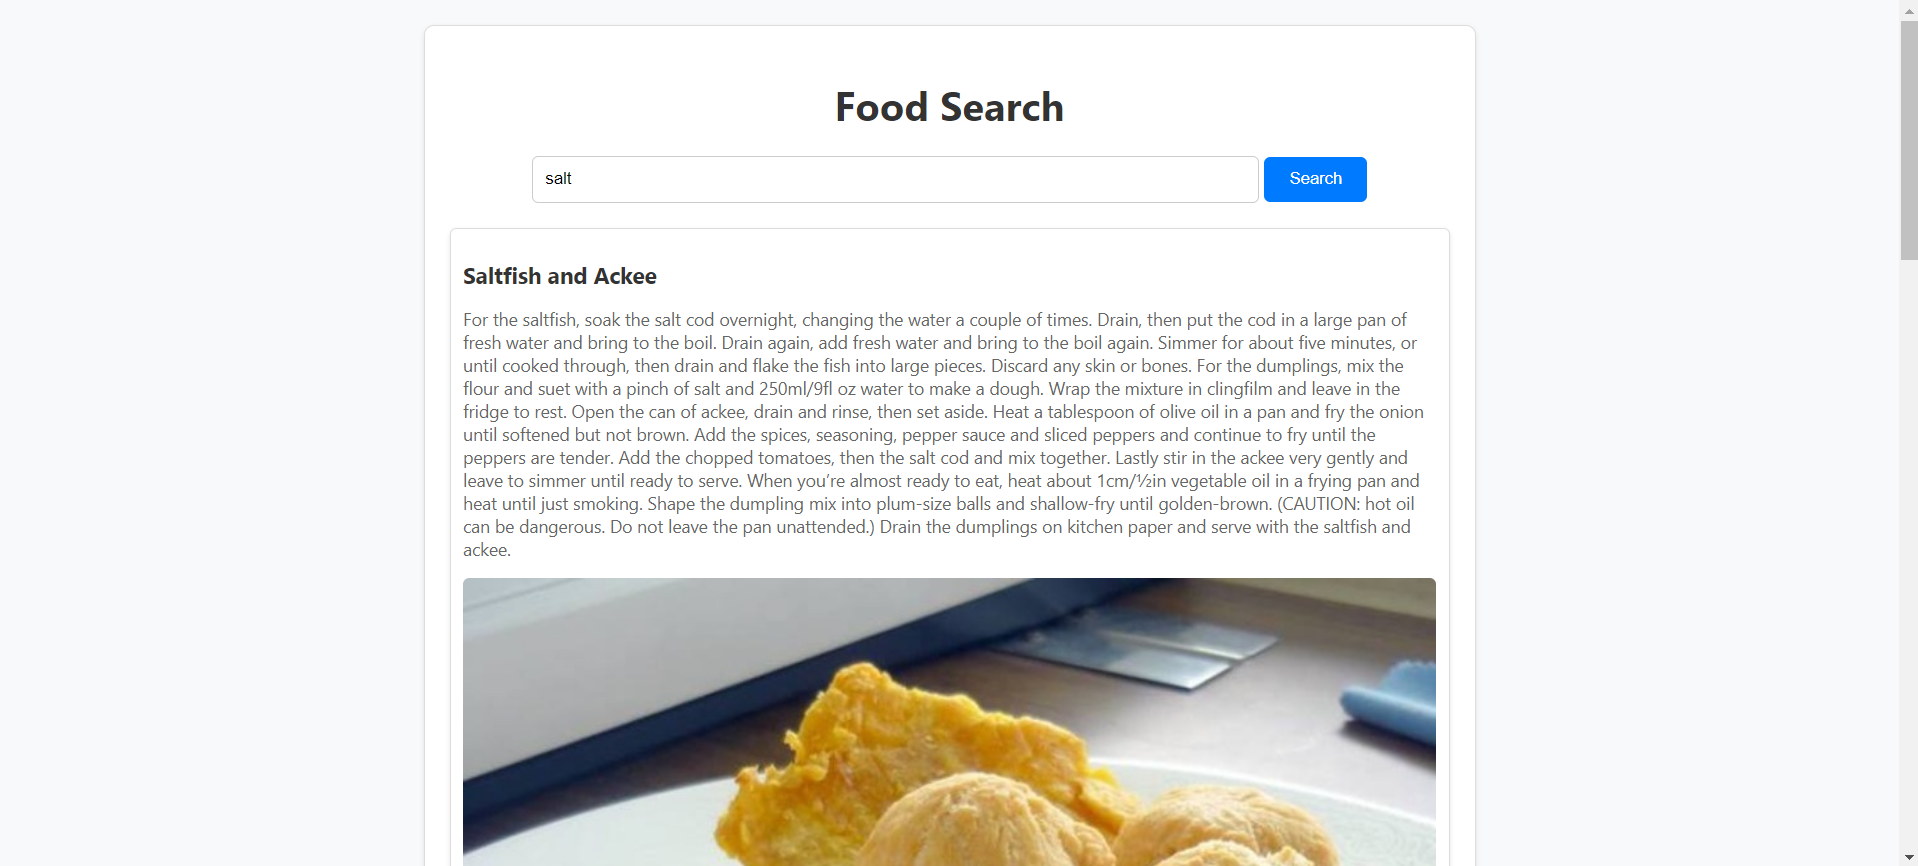 Food Search
salt
Search
Saltfish and Ackee
For the saltfish, soak the salt cod overnight, changing the water a couple of times. Drain, then put the cod in a large pan of
fresh water and bring to the boil. Drain again, add fresh water and bring to the boil again. Simmer for about five minutes, or
until cooked through, then drain and flake the fish into large pieces. Discard any skin or bones. For the dumplings, mix the
flour and suet with a pinch of salt and 250ml/9fl oz water to make a dough. Wrap the mixture in clingfilm and leave in the
fridge to rest. Open the can of ackee, drain and rinse, then set aside. Heat a tablespoon of olive oil in a pan and fry the onion
until softened but not brown. Add the spices, seasoning, pepper sauce and sliced peppers and continue to fry until the
peppers are tender. Add the chopped tomatoes, then the salt cod and mix together. Lastly stir in the ackee very gently and
leave to simmer until ready to serve. When you’re almost ready to eat, heat about 1cm/½in vegetable oil in a frying pan and
heat until just smoking. Shape the dumpling mix into plum-size balls and shallow-fry until golden-brown. (CAUTION: hot oil
can be dangerous. Do not leave the pan unattended.) Drain the dumplings on kitchen paper and serve with the saltfish and
ackee.